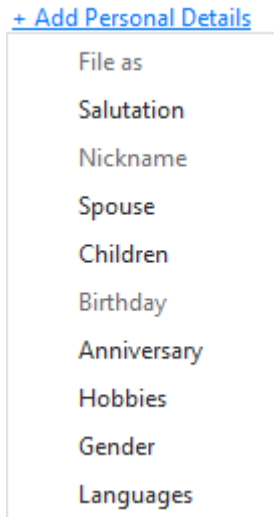 + Add Personal Details
File as
Salutation
Nickname
Spouse
Children
Birthday
Anniversary
Hobbies
Gender
Languages